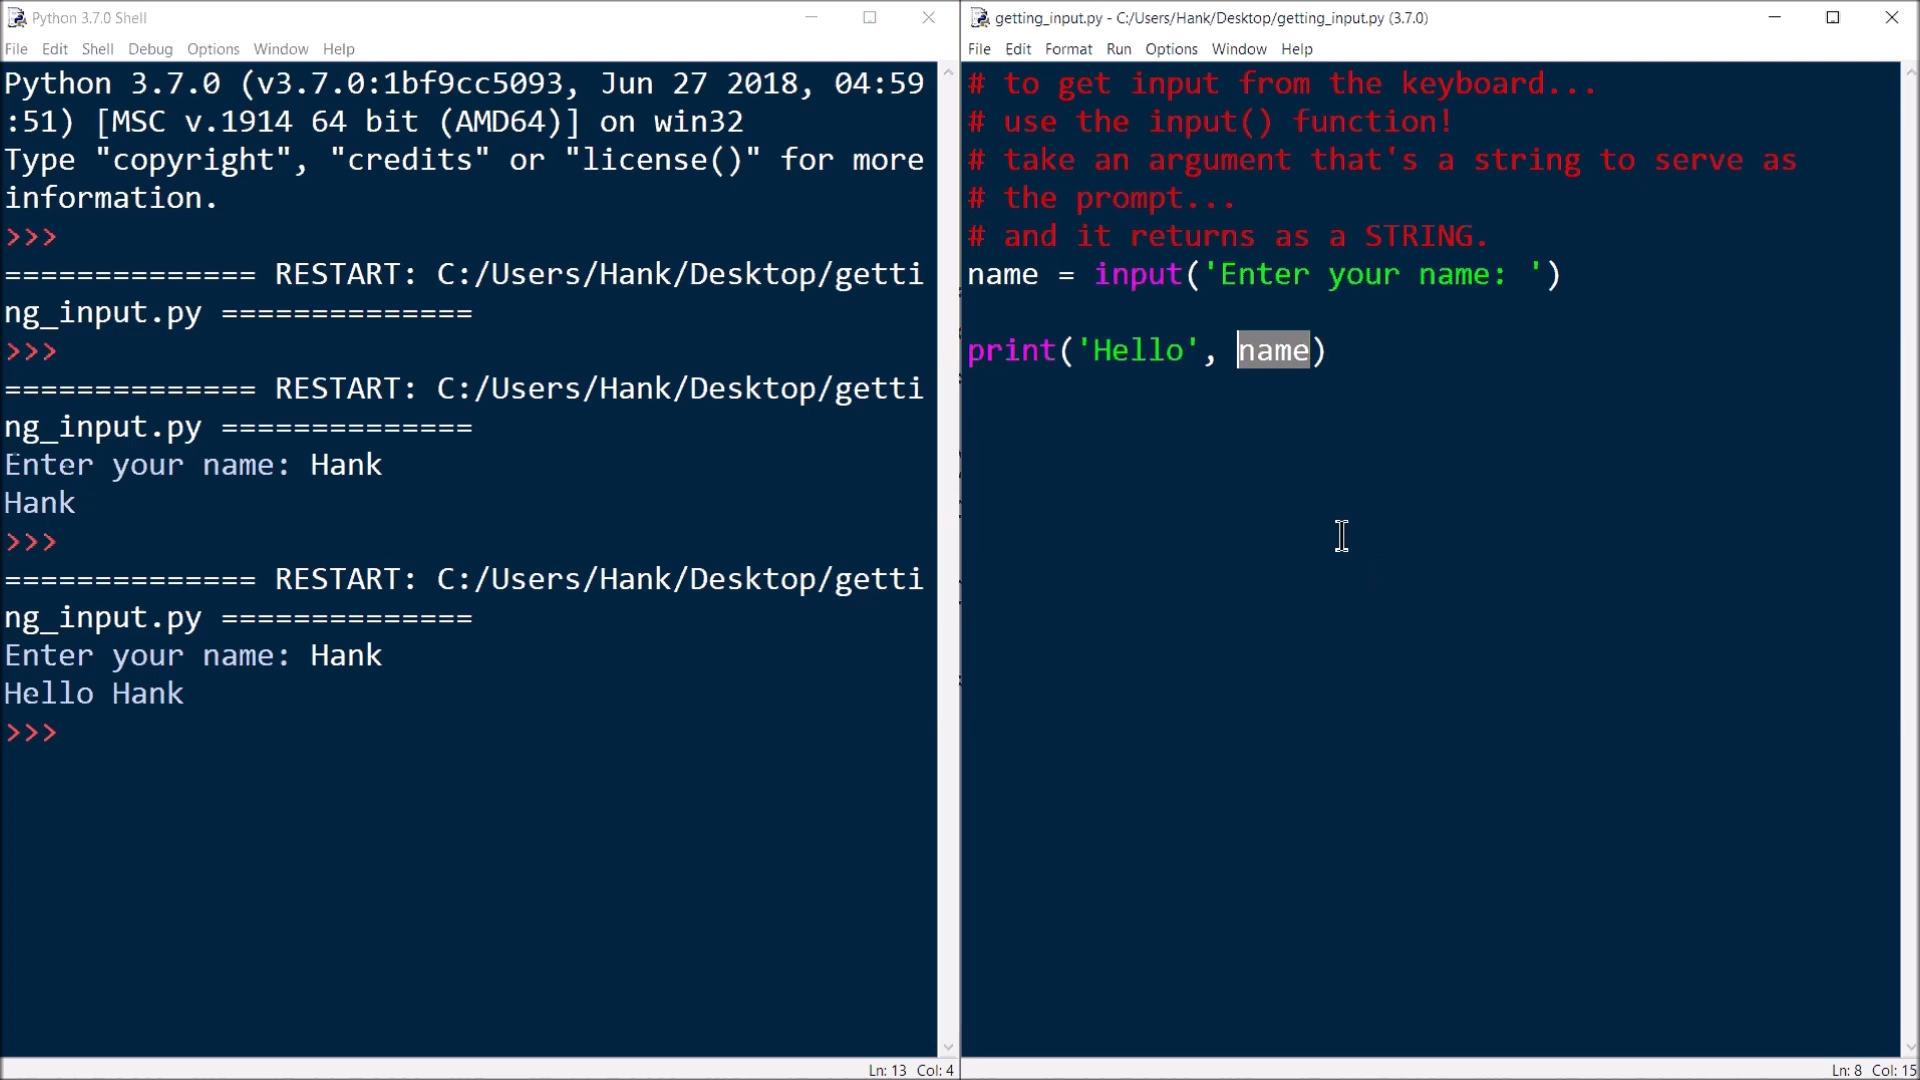 Python 3.7.0 Shell
File Edit Shell Debug Options Window Help
Python 3.7.0 (v3.7.0:1bf9cc5093, Jun 27 2018, 04:59
:51) [MSC v.1914 64 bit (AMD64)] on win32
Type "copyright", "credits" or "license()" for more
information.
>>>
============== RESTART: C:/Users/Hank/Desktop/getti
ng_input.py ==============
>>>
============== RESTART: C:/Users/Hank/Desktop/getti
ng_input.py ==============
Enter your name: Hank
Hank
>>>
============== RESTART: C:/Users/Hank/Desktop/getti
ng_input.py ==============
Enter your name: Hank
Hello Hank
>>>
Ln: 13 Col: 4
getting_input.py - C:/Users/Hank/Desktop/getting_input.py (3.7.0)
File Edit Format Run Options Window Help
# to get input from the keyboard...
# use the input() function!
# take an argument that's a string to serve as
# the prompt...
# and it returns as a STRING.
name = input('Enter your name: ')
print('Hello', name)
Ln: 8 Col: 15